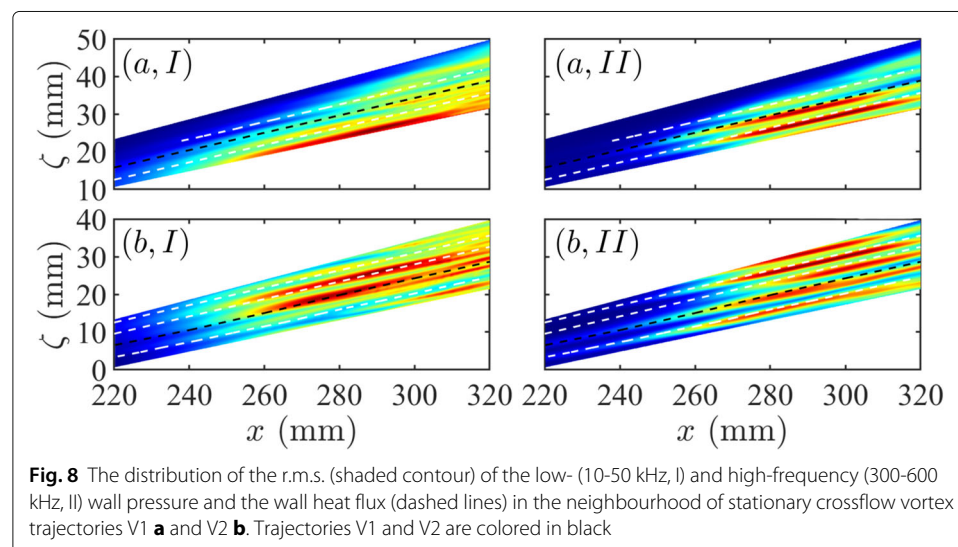 50
40
30
20
10
ζ (mm)
(a, I)
(a, II)
40
30
20
10
0
ζ (mm)
(b, I)
(b, II)
220 240 260 280 300 320 220 240 260 280 300 320
x (mm) x (mm)
Fig. 8 The distribution of the r.m.s. (shaded contour) of the low- (10-50 kHz, I) and high-frequency (300-600
kHz, II) wall pressure and the wall heat flux (dashed lines) in the neighbourhood of stationary crossflow vortex
trajectories V1 a and V2 b. Trajectories V1 and V2 are colored in black